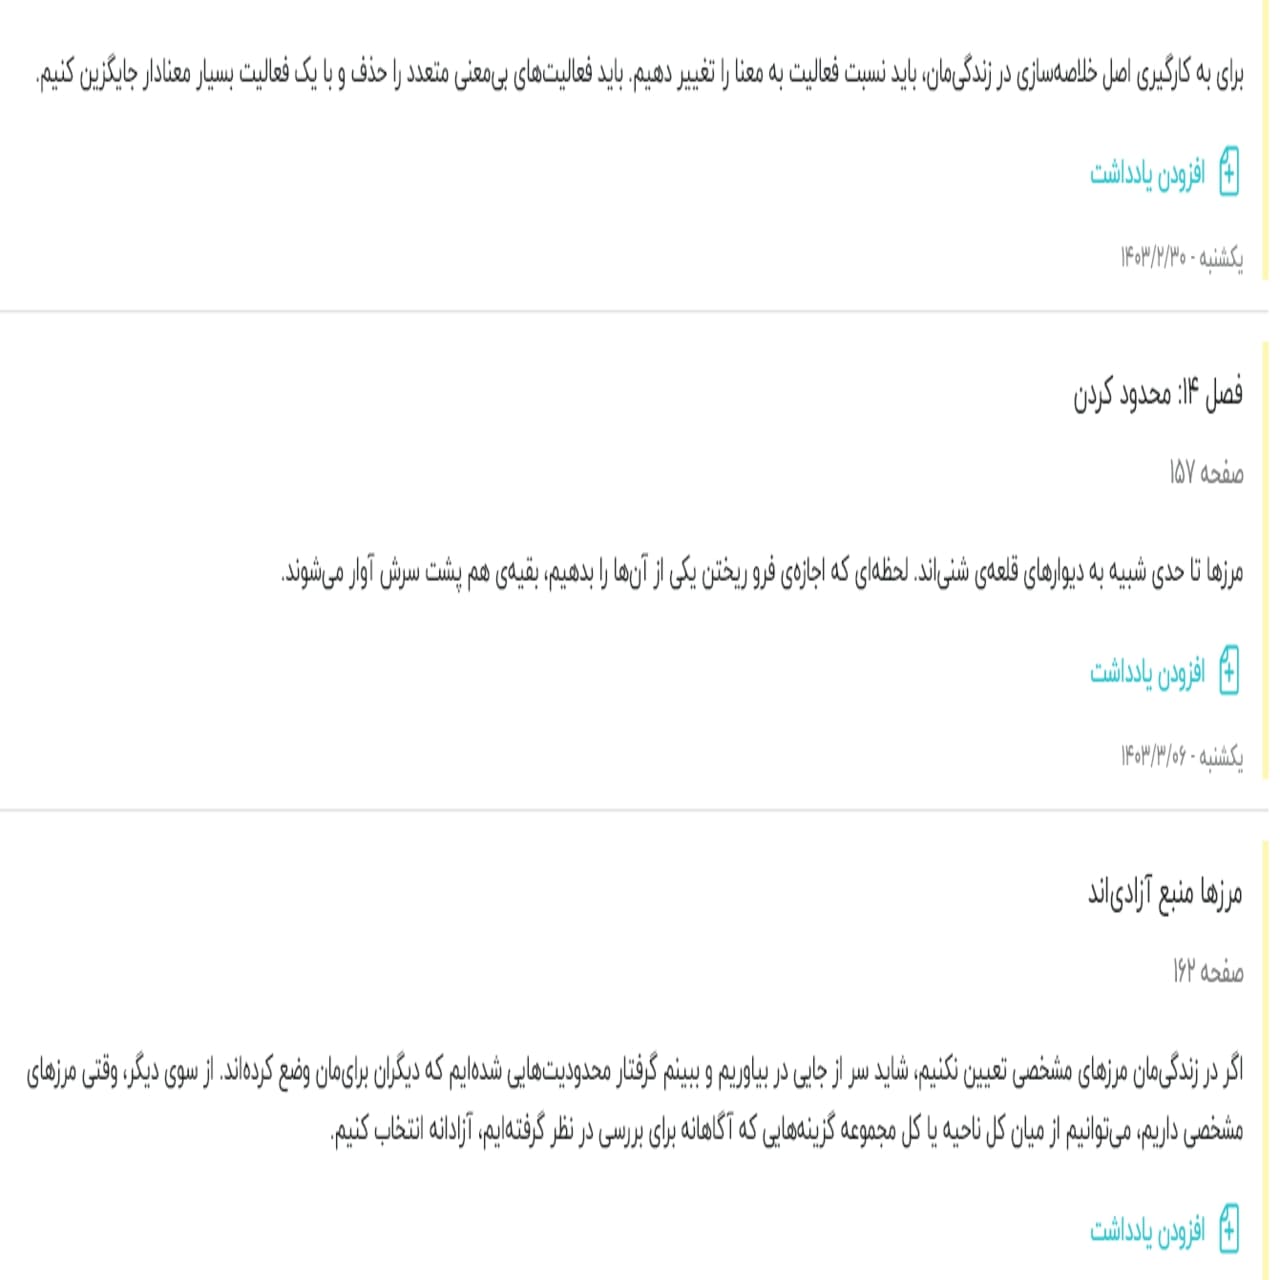 برای به کارگیری اصل خلاصه‌سازی در زندگی‌مان، باید نسبت فعالیت به معنا را تغییر دهیم. باید فعالیت‌های بی‌معنی متعدد را حذف و با یک فعالیت بسیار معنادار جایگزین کنیم.
افزودن یادداشت
یکشنبه - ۱۴۰۳/۲/۳۰
فصل ۱۴: محدود کردن
صفحه ۱۵۷
مرزها تا حدی شبیه به دیوارهای قلعه‌ی شنی‌اند. لحظه‌ای که اجازه‌ی فرو ریختن یکی از آن‌ها را بدهیم، بقیه‌ی هم پشت سرش آوار می‌شوند.
افزودن یادداشت
یکشنبه - ۱۴۰۳/۳/۰۶
مرزها منبع آزادی‌اند
صفحه ۱۶۲
اگر در زندگی‌مان مرزهای مشخصی تعیین نکنیم، شاید سر از جایی در بیاوریم و ببینم گرفتار محدودیت‌هایی شده‌ایم که دیگران برای‌مان وضع کرده‌اند. از سوی دیگر، وقتی مرزهای
مشخصی داریم، می‌توانیم از میان کل ناحیه یا کل مجموعه گزینه‌هایی که آگاهانه برای بررسی در نظر گرفته‌ایم، آزادانه انتخاب کنیم.
افزودن یادداشت